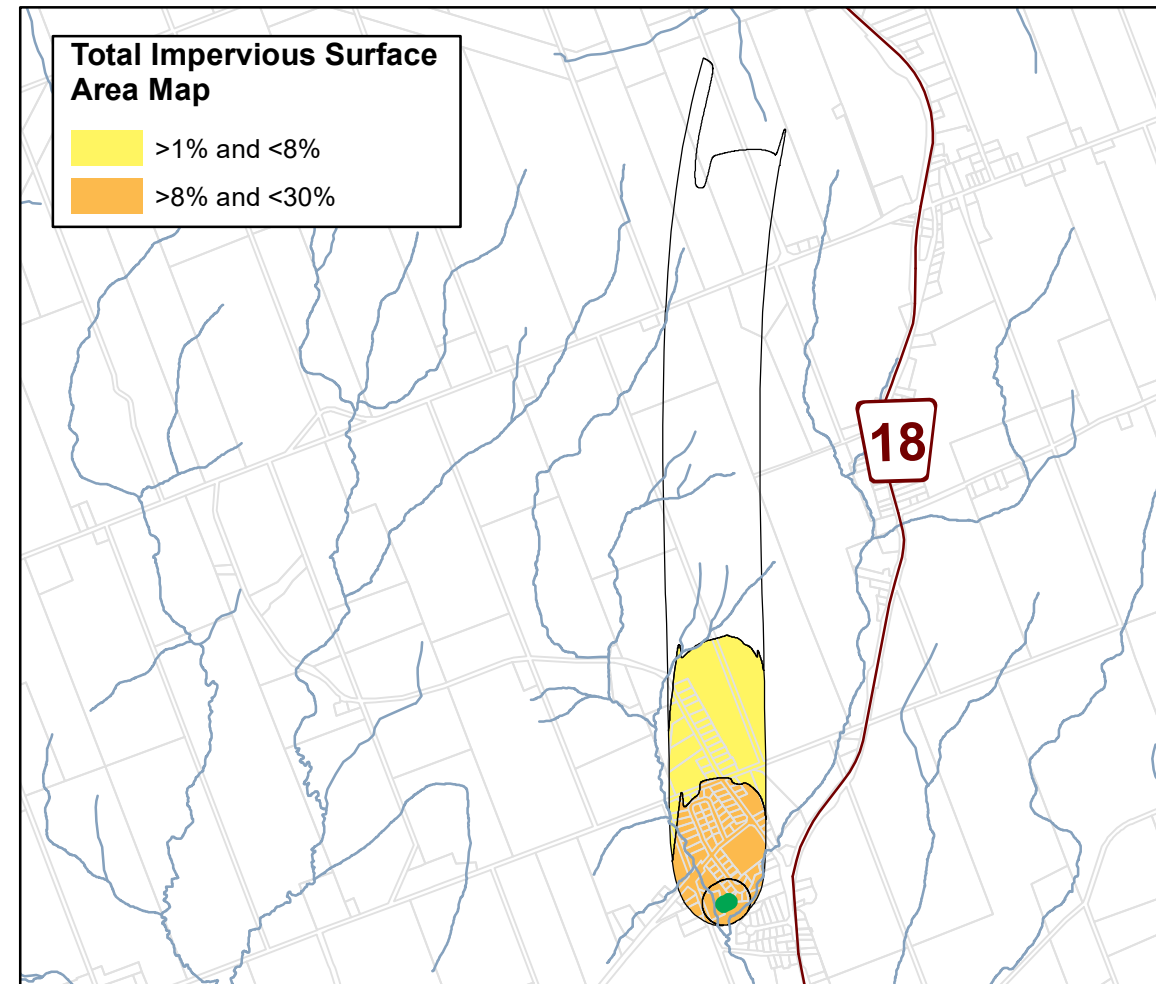 Total Impervious Surface
Area Map
>1% and <8%
>8% and <30%
18